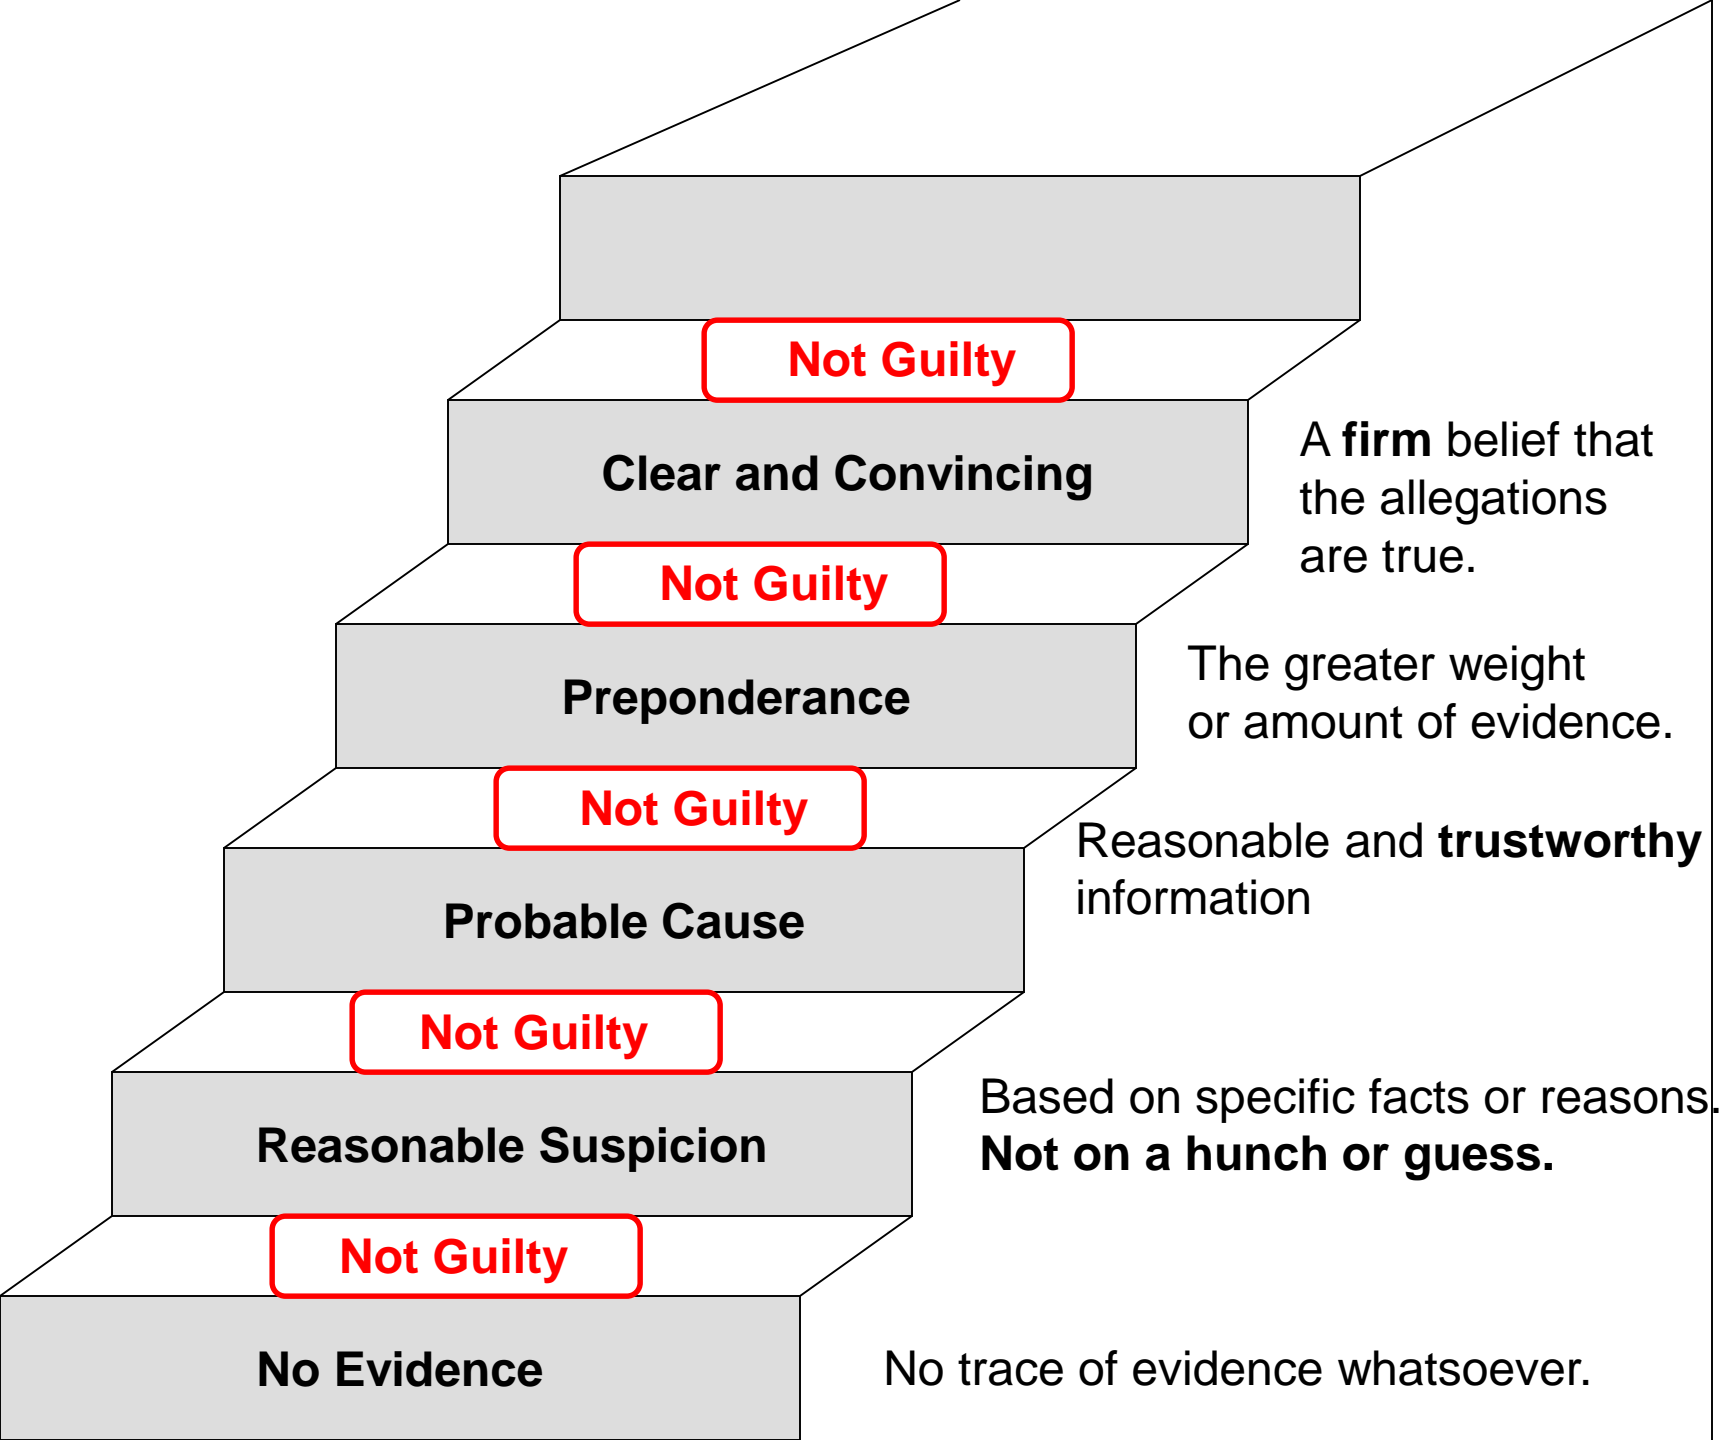 Not Guilty
Clear and Convincing
A firm belief that
the allegations
are true.
Not Guilty
Preponderance
The greater weight
or amount of evidence.
Not Guilty
Reasonable and trustworthy
information
Probable Cause
Not Guilty
Based on specific facts or reasons.
Not on a hunch or guess.
Reasonable Suspicion
Not Guilty
No Evidence
No trace of evidence whatsoever.